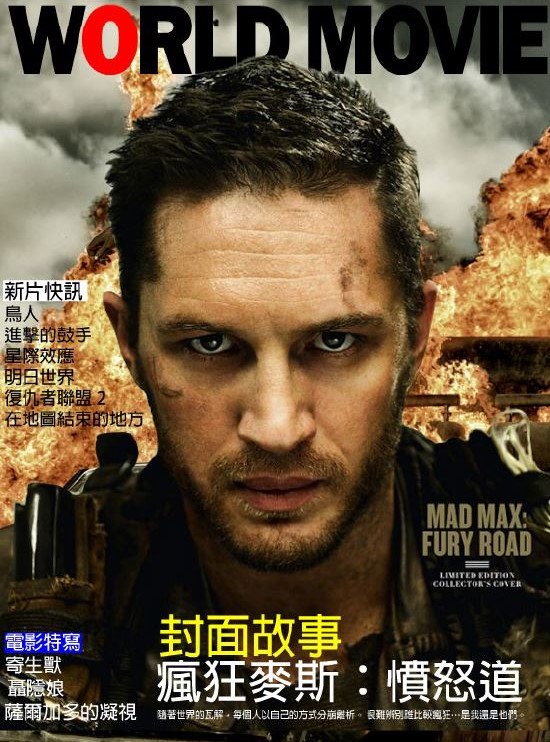 WORLD MOVIE
新片快訊
鳥人
進擊的鼓手
星際效應
明日世界
復仇者聯盟 2
在地圖結束的地方
MAD MAX:
FURY ROAD
LIMITED EDITION
COLLECTOR'S COVER
電影特寫
寄生獸
聶隱娘
薩爾加多的凝視
封面故事
瘋狂麥斯：憤怒道
隨著世界的瓦解，每個人以自己的方式分崩離析。 很難辨別誰比較瘋狂…是我還是他們。